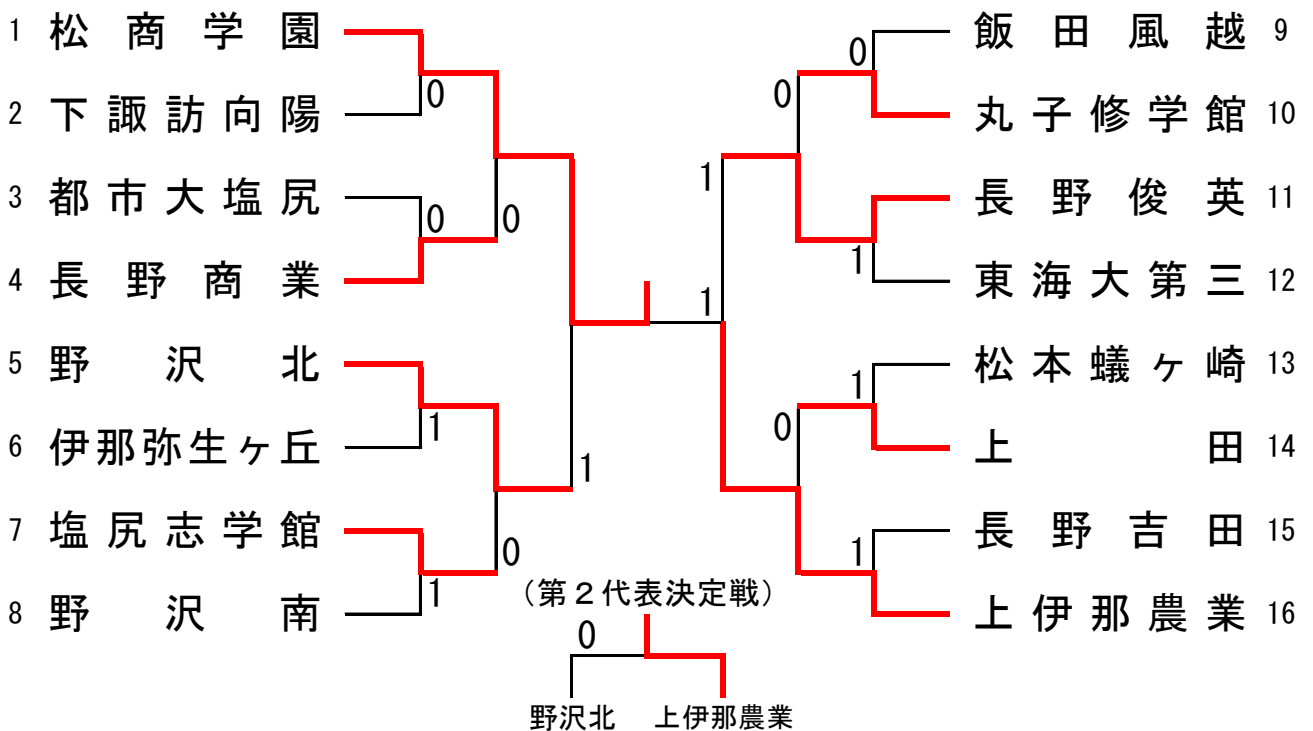 1 松商学園
0
2 下諏訪向陽
3 都市大塩尻
0
0
4 長野商業
5 野沢北
1
6 伊那弥生ヶ丘
1
7 塩尻志学館
0
1
8 野沢南
飯田風越 9
0
0
丸子修学館 10
1
長野俊英 11
1
東海大第三 12
1
松本蟻ヶ崎 13
1
0
上田 14
長野吉田 15
1
上伊那農業 16
(第2代表決定戦)
0
野沢北 上伊那農業